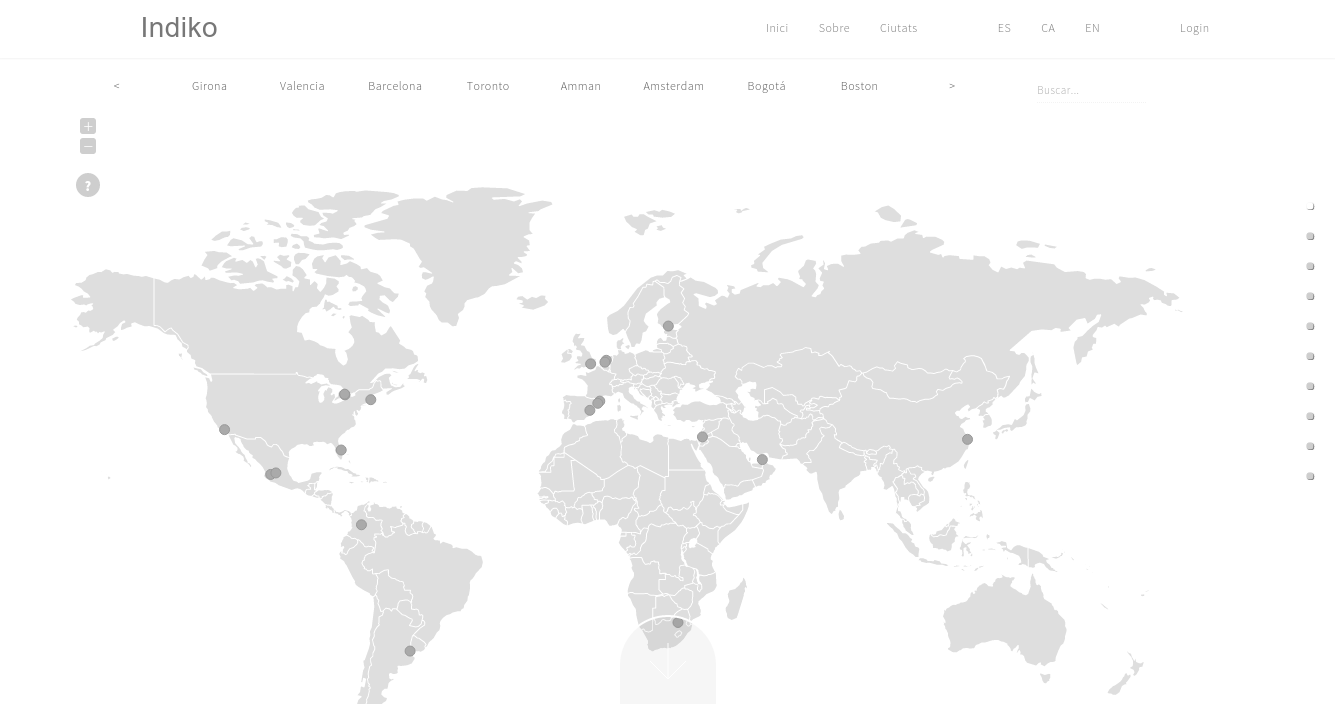 Indiko
Inici Sobre Ciutats ES CA EN Login
< Girona Valencia Barcelona Toronto Amman Amsterdam Bogotá Boston >
Buscar...
+
−
?